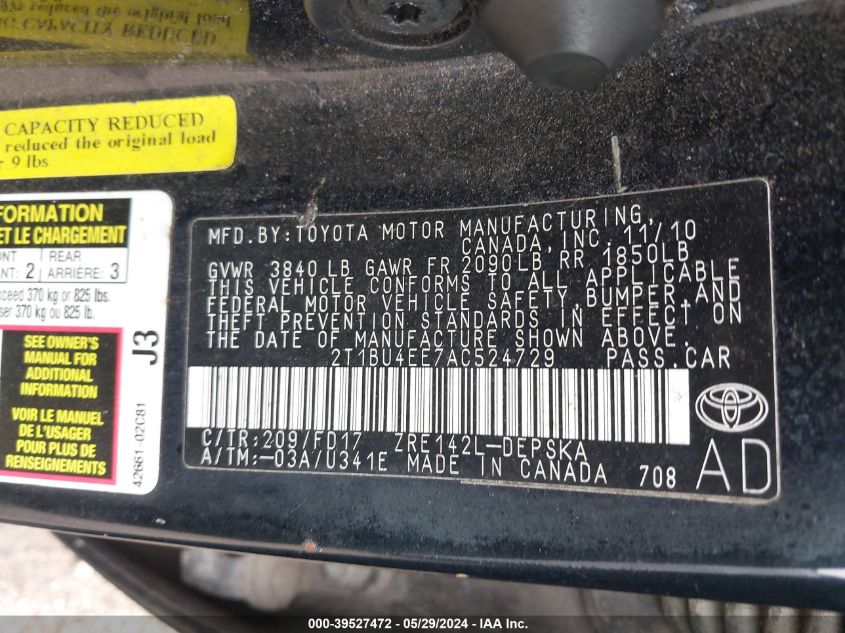 CAPACITY REDUCED
CAPACITY REDUCED
reduced the original load
9 lbs
ET LE CHARGEMENT
REAR
2 ARRIÈRE: 3
370 kg or 825 lbs.
370 kg ou 825 lb.
SEE OWNER'S
MANUAL FOR
ADDITIONAL
INFORMATION
VOIR LE MANUEL
DE L'USAGER
POUR PLUS DE
RENSEIGNEMENTS
J3
42661-02C81
MFD.BY:TOYOTA MOTOR MANUFACTURING,
CANADA,INC. 11/10
GVWR 3840 LB GAWR FR 2090LB RR 1850LB
THIS VEHICLE CONFORMS TO ALL APPLICABLE
FEDERAL MOTOR VEHICLE SAFETY,BUMPER,AND
THEFT PREVENTION STANDARDS IN EFFECT ON
THE DATE OF MANUFACTURE SHOWN ABOVE.
2T1BU4EE7AC524729 PASS.CAR
C/TR:209/FD17 ZRE142L-DEPSKA
A/TM:-03A/U341E MADE IN CANADA 708
AD
000-39527472 - 05/29/2024 - IAA, Inc.